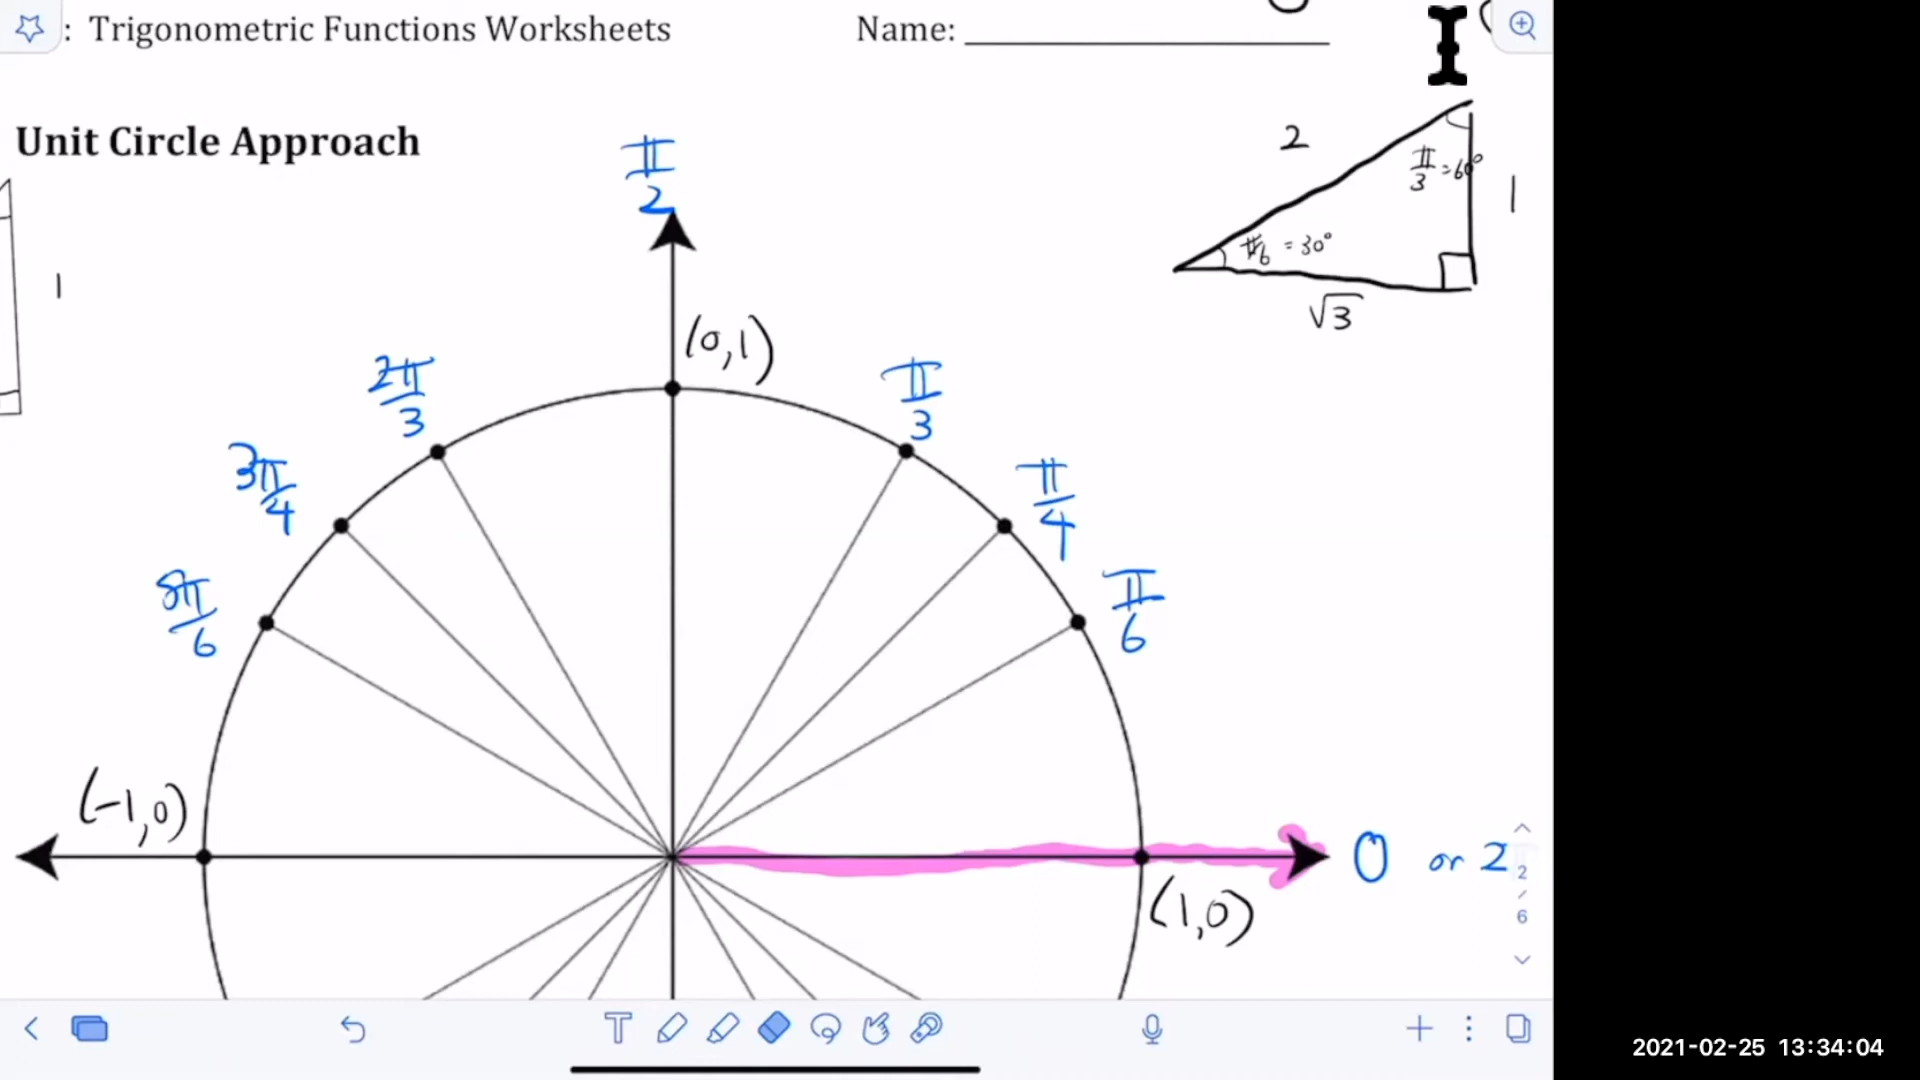 : Trigonometric Functions Worksheets Name:
Unit Circle Approach
2
π/3 = 60°
1
π/6 = 30°
√3
1
π/2
(0,1)
2π/3
π/3
3π/4
π/4
5π/6
π/6
(-1,0)
0 or 2
(1,0)
2
/
6
T
2021-02-25 13:34:04